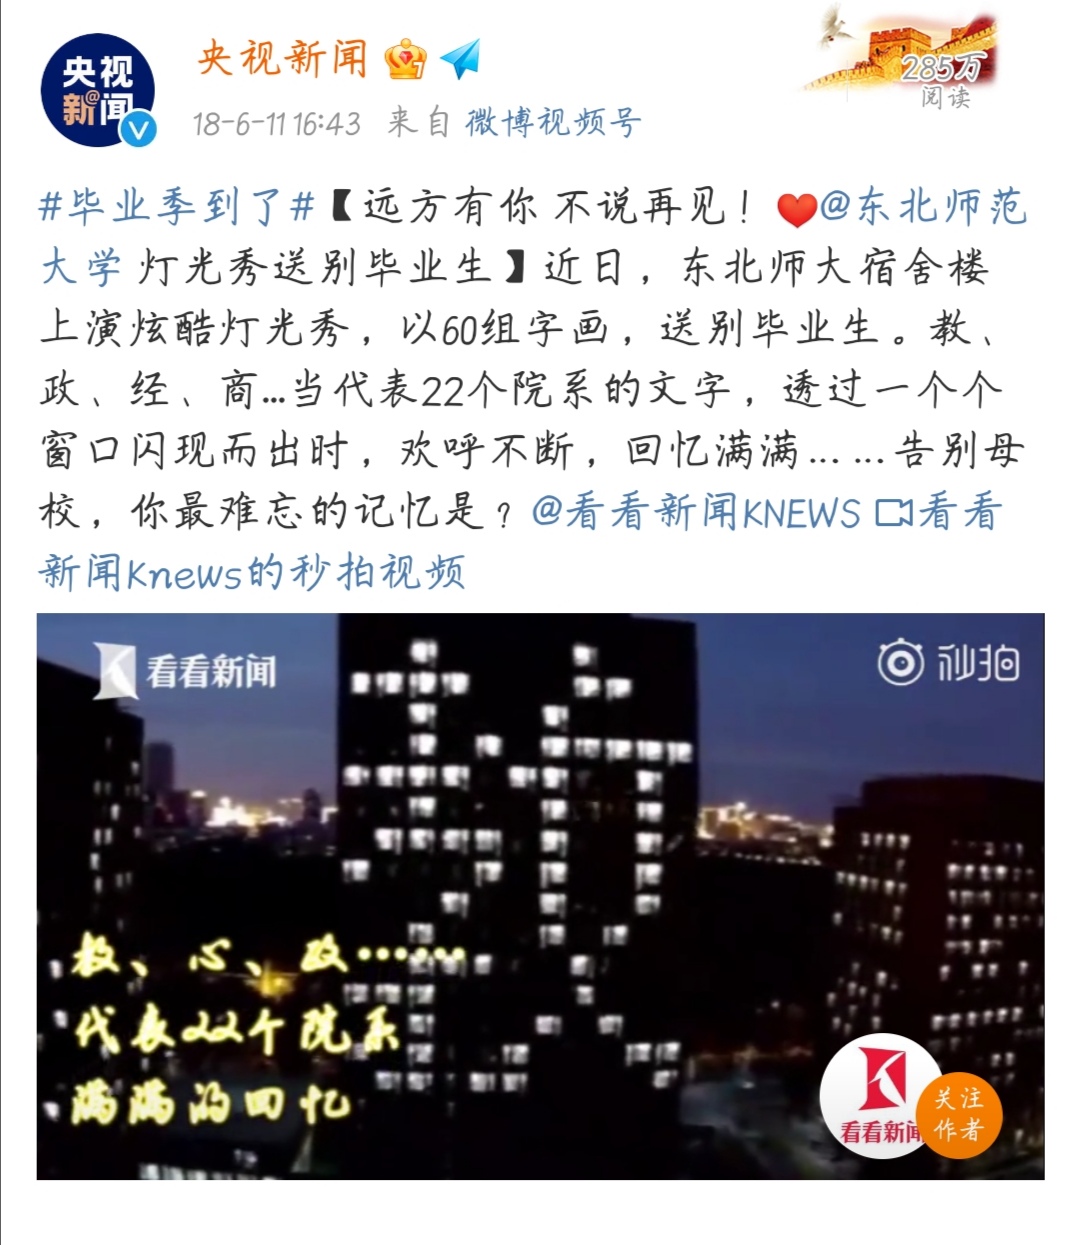 央视新闻
央视
新@闻
285万
阅读
18-6-11 16:43 来自 微博视频号
#毕业季到了#【远方有你 不说再见！❤️@东北师范
大学 灯光秀送别毕业生】近日，东北师大宿舍楼
上演炫酷灯光秀，以60组字画，送别毕业生。教、
政、经、商...当代表22个院系的文字，透过一个个
窗口闪现而出时，欢呼不断，回忆满满... ...告别母
校，你最难忘的记忆是？@看看新闻KNEWS 看看
新闻Knews的秒拍视频
看看新闻
秒拍
教
教、心、政······
代表22个院系
满满的回忆
看看新闻
关注
作者